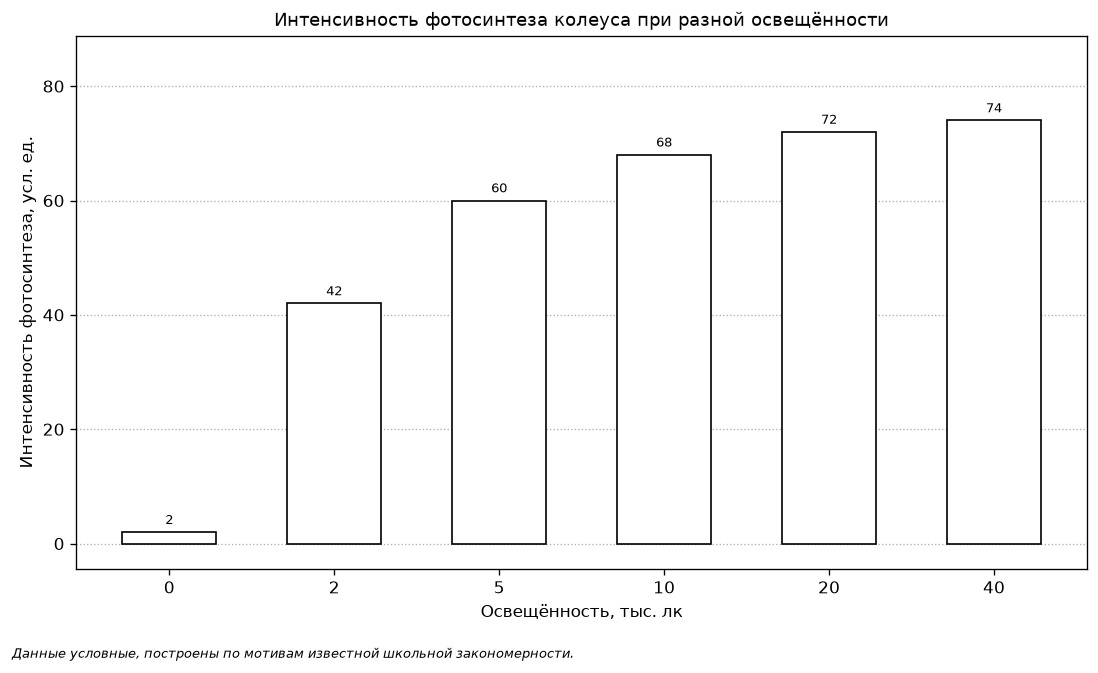 Интенсивность фотосинтеза колеуса при разной освещённости
Интенсивность фотосинтеза, усл. ед.
80
60
40
20
0
2
42
60
68
72
74
0 2 5 10 20 40
Освещённость, тыс. лк
Данные условные, построены по мотивам известной школьной закономерности.